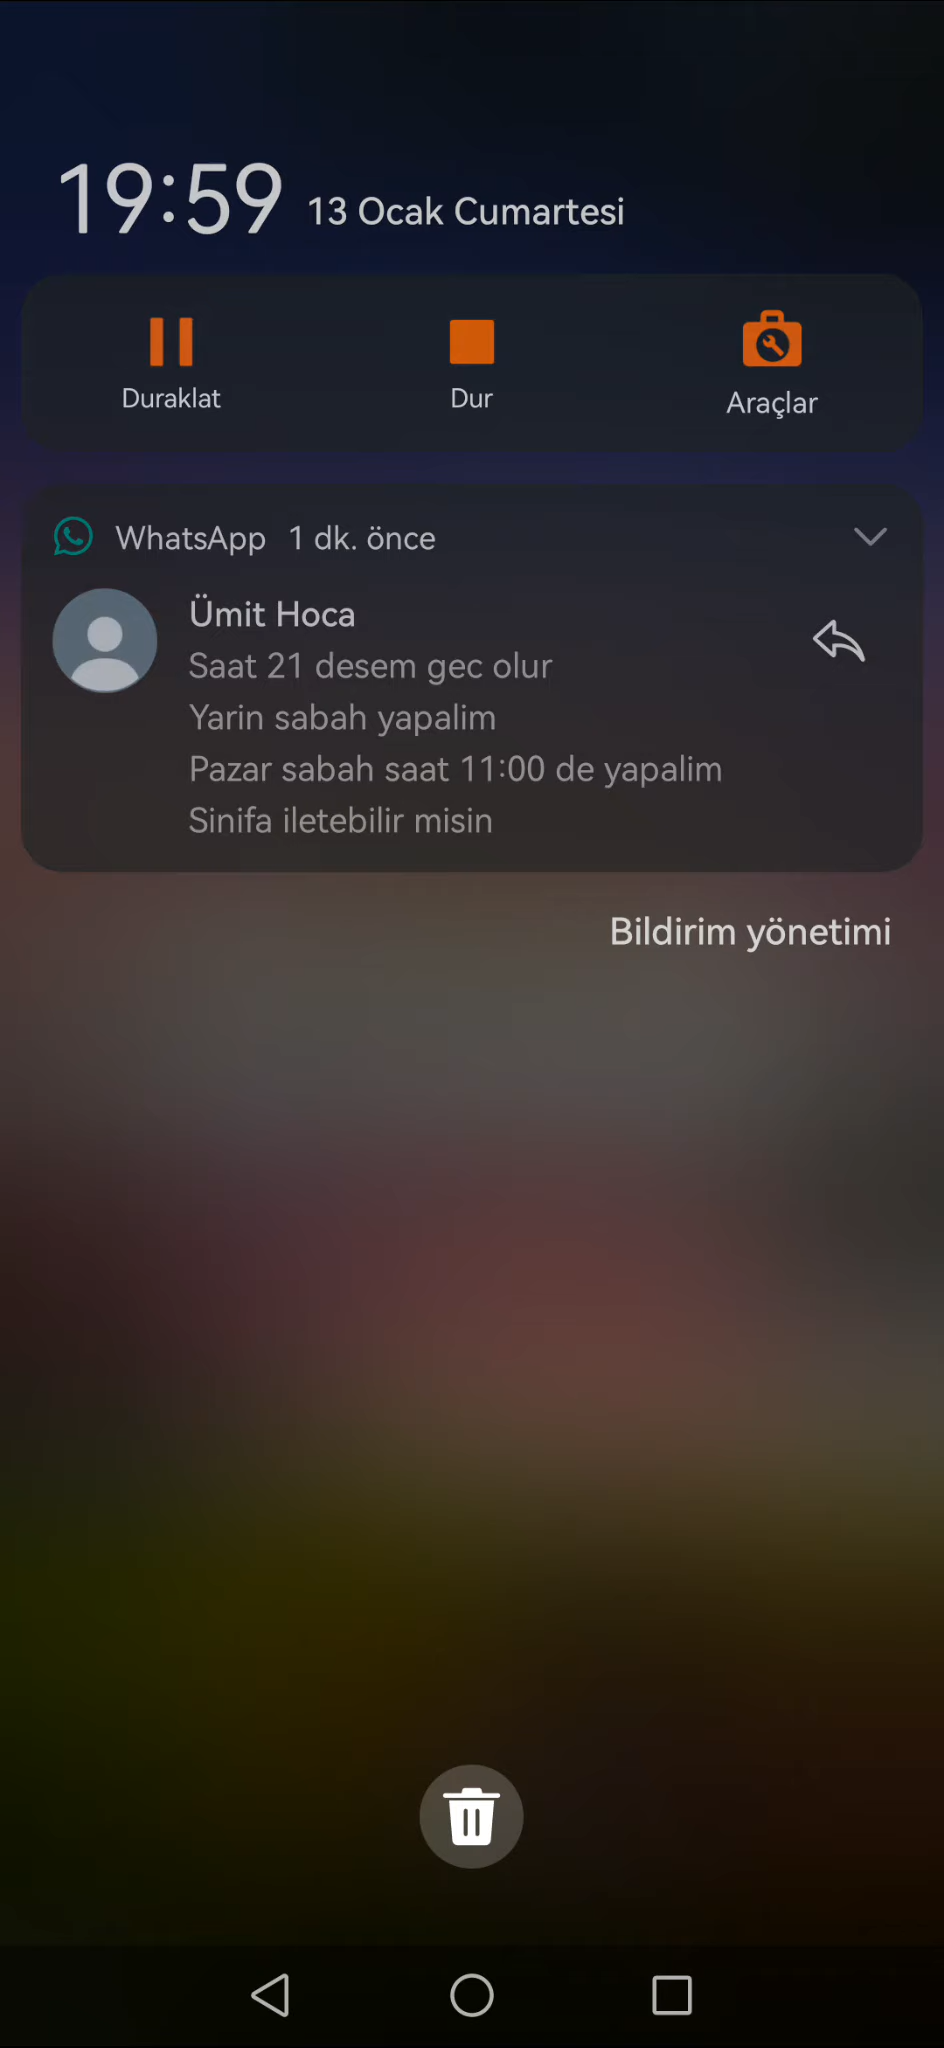 19:59 13 Ocak Cumartesi
Duraklat Dur Araçlar
WhatsApp 1 dk. önce
Ümit Hoca
Saat 21 desem gec olur
Yarin sabah yapalim
Pazar sabah saat 11:00 de yapalim
Sinifa iletebilir misin
Bildirim yönetimi